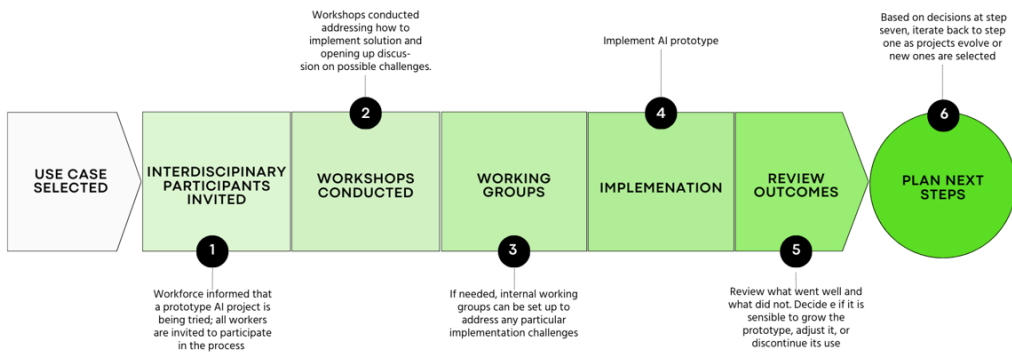 Workshops conducted
addressing how to
implement solution and
opening up discus-
sion on possible challenges.
Implement AI prototype
Based on decisions at step
seven, iterate back to step
one as projects evolve or
new ones are selected
2
4
6
USE CASE
SELECTED
INTERDISCIPINARY
PARTICIPANTS
INVITED
WORKSHOPS
CONDUCTED
WORKING
GROUPS
IMPLEMENATION
REVIEW
OUTCOMES
PLAN NEXT
STEPS
1
3
5
Workforce informed that
a prototype AI project is
being tried; all workers
are invited to participate
in the process
If needed, internal working
groups can be set up to
address any particular
implementation challenges
Review what went well and
what did not. Decide e if it is
sensible to grow the
prototype, adjust it, or
discontinue its use